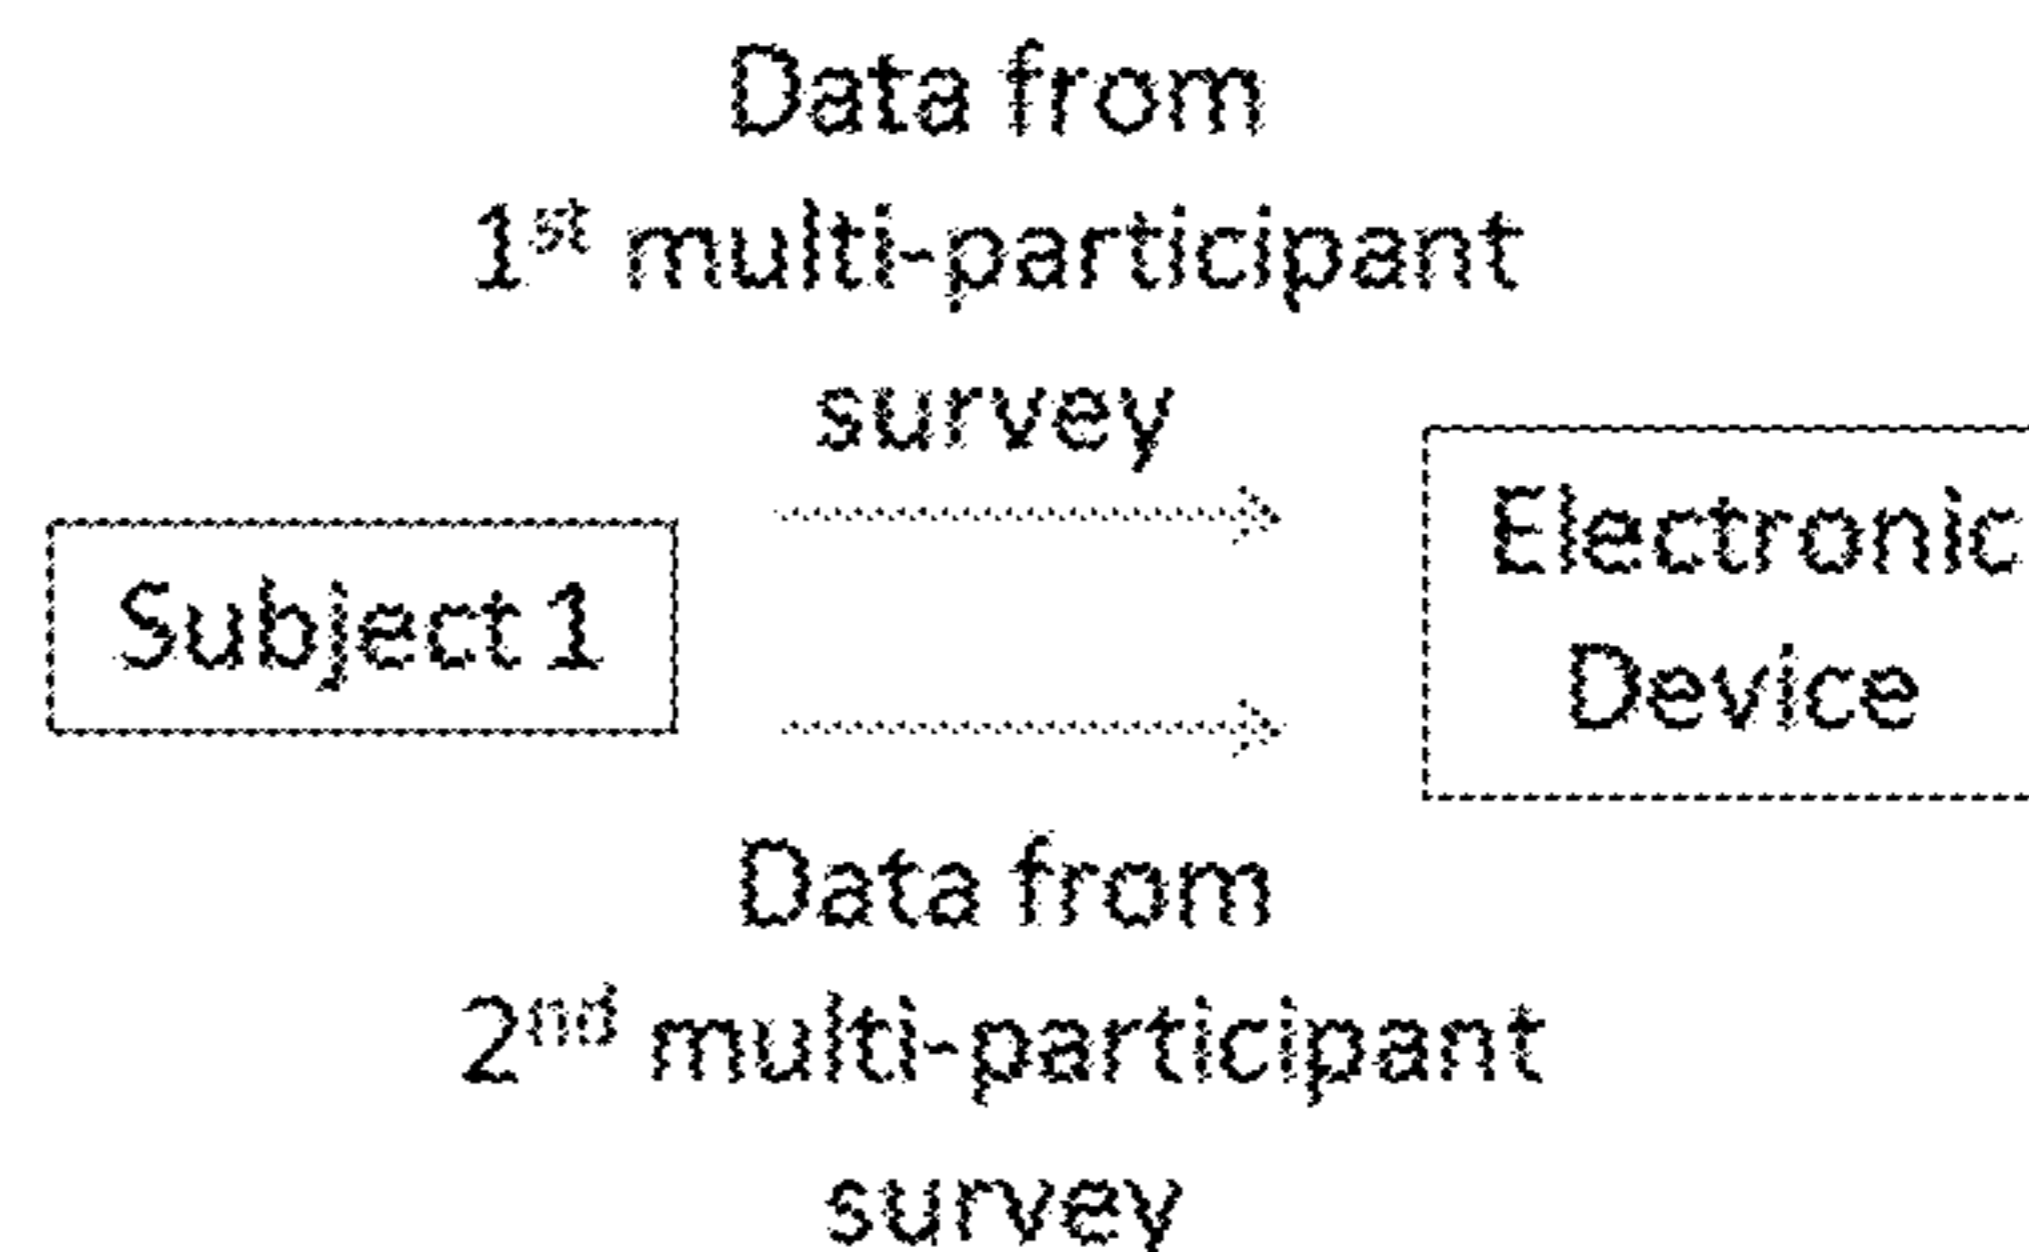 Data from
1st multi-participant
survey
Subject 1
Electronic
Device
Data from
2nd multi-participant
survey